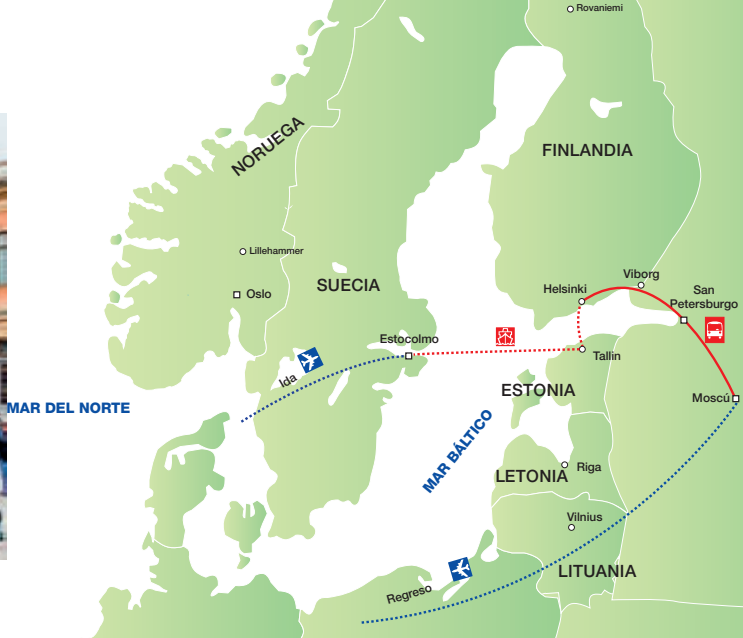 Rovaniemi
NORUEGA
FINLANDIA
Lillehammer
Viborg
SUECIA
Helsinki
San
Petersburgo
Oslo
Estocolmo
Tallin
Ida
ESTONIA
Moscú
MAR DEL NORTE
MAR BÁLTICO
Riga
LETONIA
Vilnius
LITUANIA
Regreso